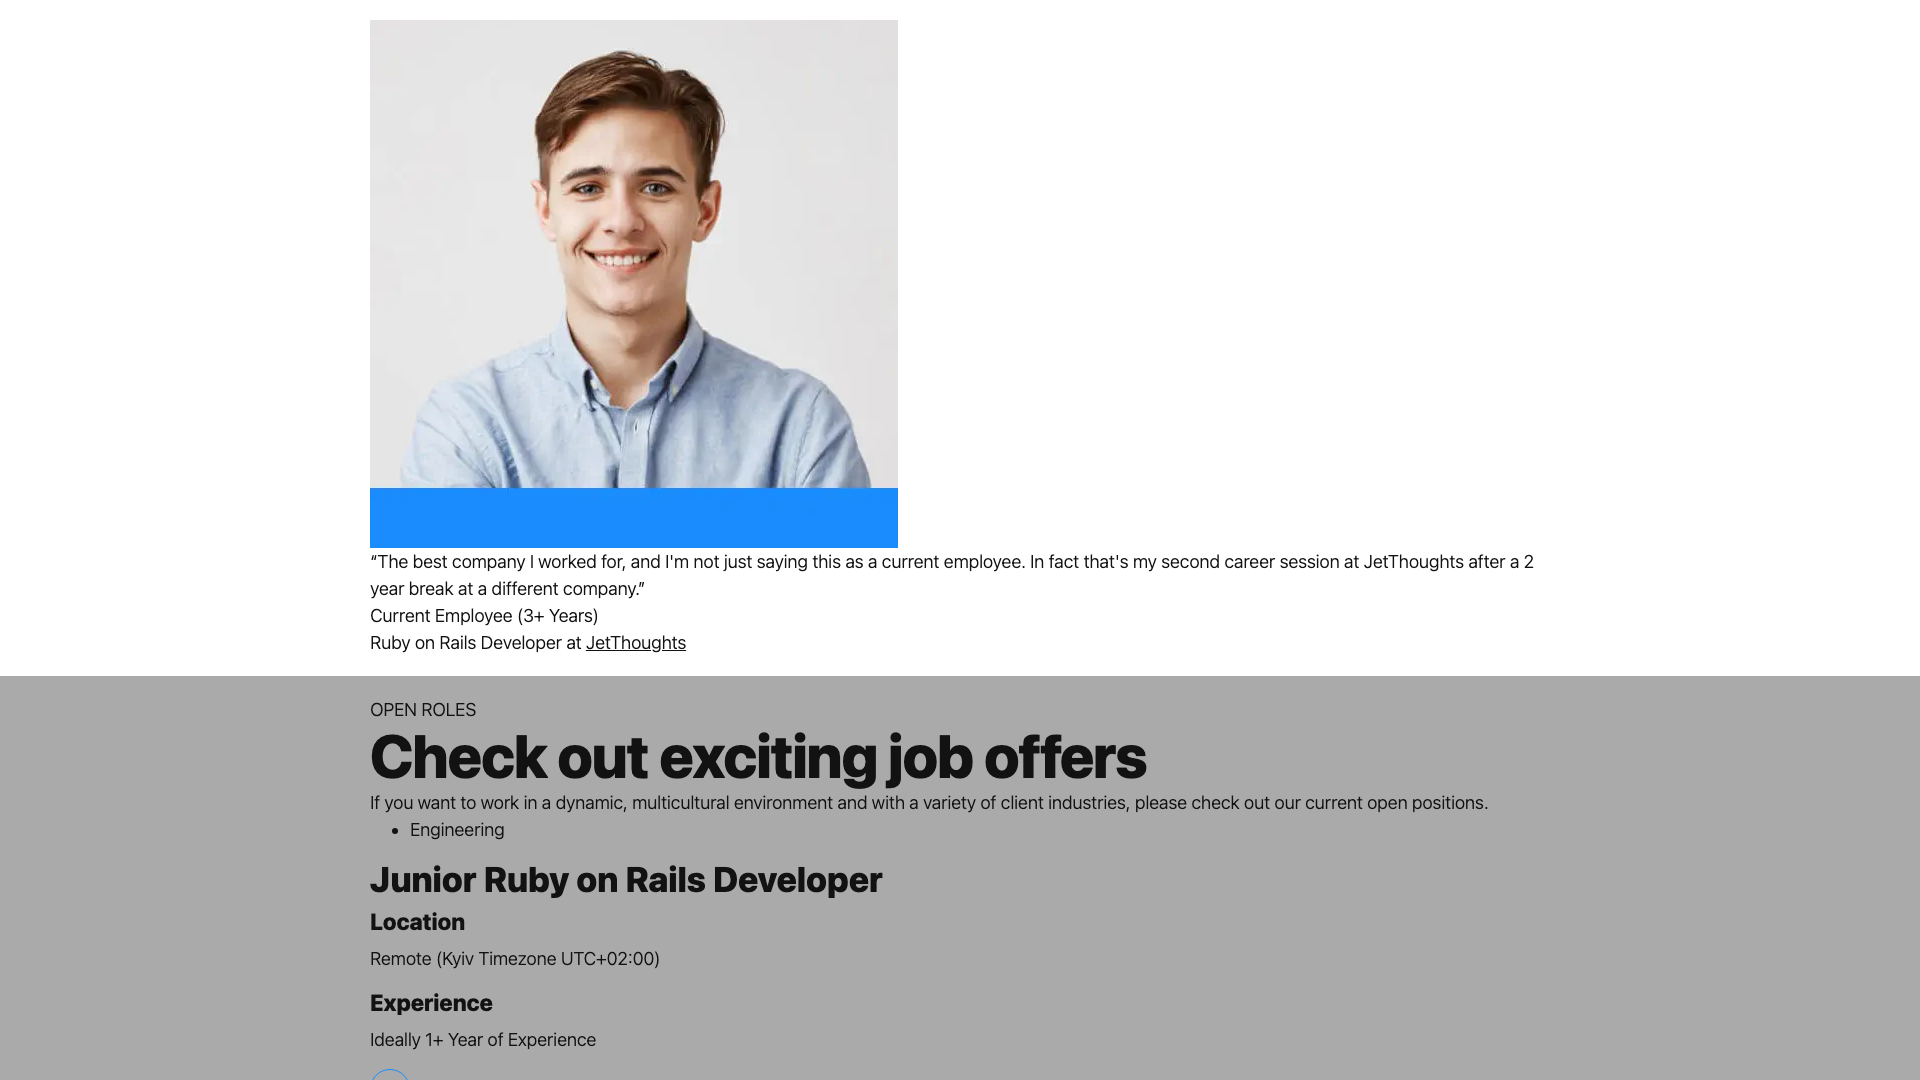 “The best company I worked for, and I'm not just saying this as a current employee. In fact that's my second career session at JetThoughts after a 2
year break at a different company.”
Current Employee (3+ Years)
Ruby on Rails Developer at JetThoughts
OPEN ROLES
Check out exciting job offers
If you want to work in a dynamic, multicultural environment and with a variety of client industries, please check out our current open positions.
• Engineering
Junior Ruby on Rails Developer
Location
Remote (Kyiv Timezone UTC+02:00)
Experience
Ideally 1+ Year of Experience